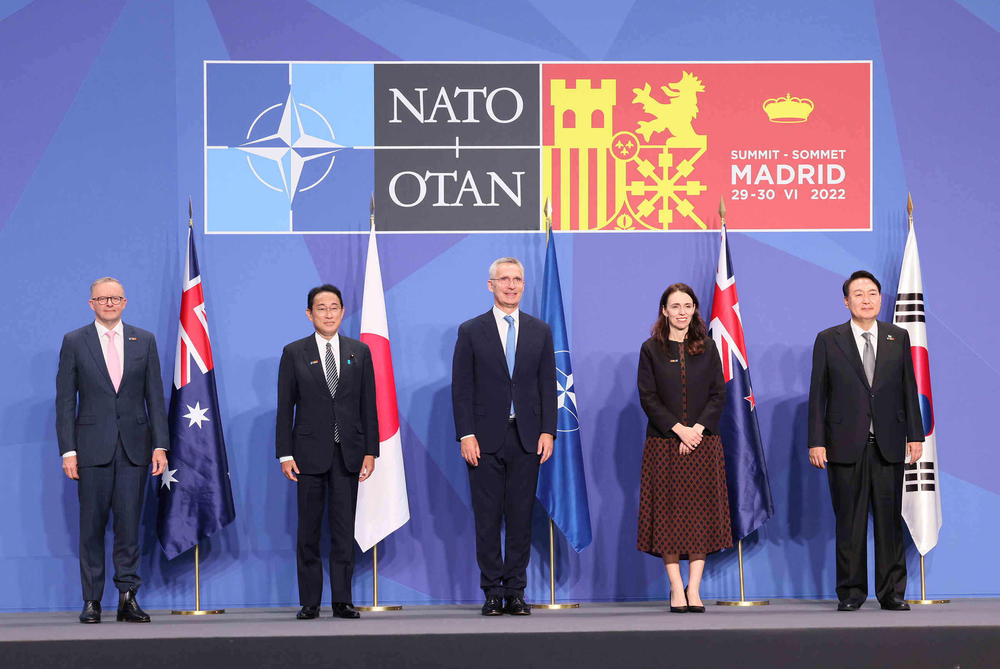 NATO
OTAN
SUMMIT - SOMMET
MADRID
29-30 VI 2022